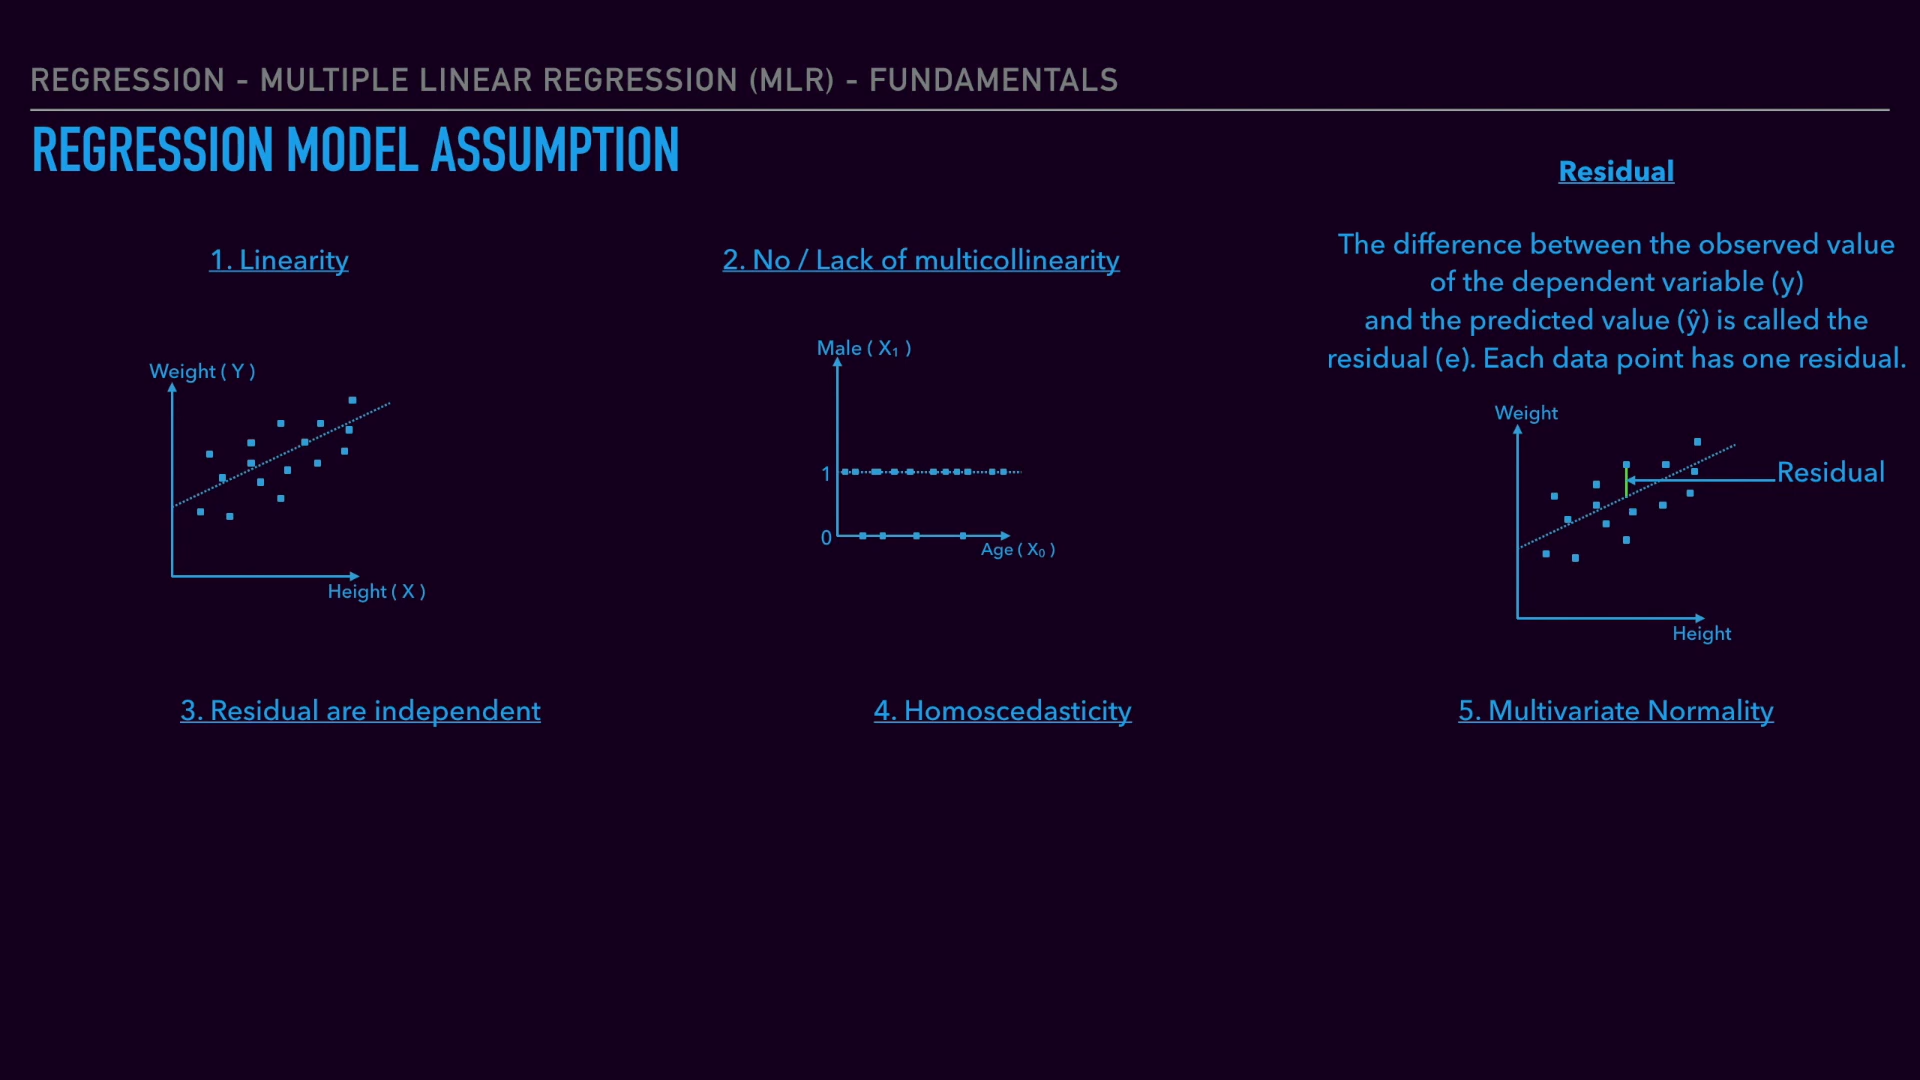 REGRESSION - MULTIPLE LINEAR REGRESSION (MLR) - FUNDAMENTALS
REGRESSION MODEL ASSUMPTION
1. Linearity
Weight ( Y )
Height ( X )
2. No / Lack of multicollinearity
Male ( X₁ )
1
0
Age ( X₀ )
Residual
The difference between the observed value
of the dependent variable (y)
and the predicted value (ŷ) is called the
residual (e). Each data point has one residual.
Weight
Residual
Height
3. Residual are independent
4. Homoscedasticity
5. Multivariate Normality